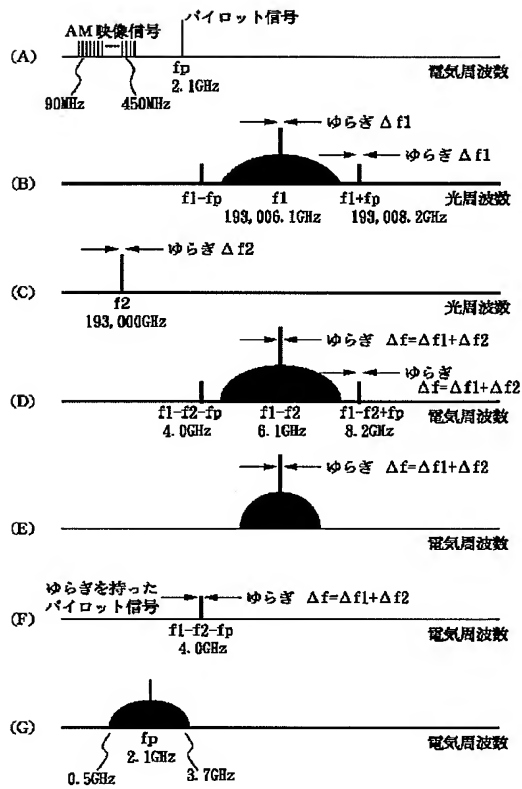 パイロット信号
AM 映像信号
(A)
fp
電気周波数
2.1GHz
90MHz
450MHz
ゆらぎ Δf1
ゆらぎ Δf1
(B)
f1-fp
f1
f1+fp
光周波数
193,006.1GHz
193,008.2GHz
ゆらぎ Δf2
(C)
f2
光周波数
193,000GHz
ゆらぎ Δf=Δf1+Δf2
ゆらぎ
Δf=Δf1+Δf2
(D)
f1-f2-fp
f1-f2
f1-f2+fp
電気周波数
4.0GHz
6.1GHz
8.2GHz
ゆらぎ Δf=Δf1+Δf2
(E)
電気周波数
ゆらぎを持った
パイロット信号
ゆらぎ Δf=Δf1+Δf2
(F)
f1-f2-fp
電気周波数
4.0GHz
(G)
fp
電気周波数
2.1GHz
0.5GHz
3.7GHz